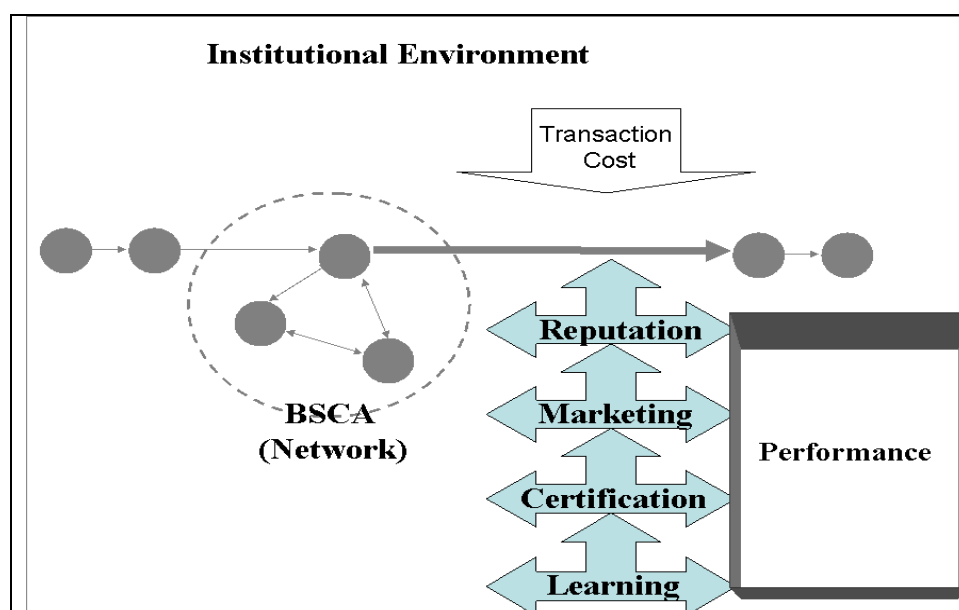 Institutional Environment
Transaction
Cost
Reputation
BSCA
(Network)
Marketing
Performance
Certification
Learning